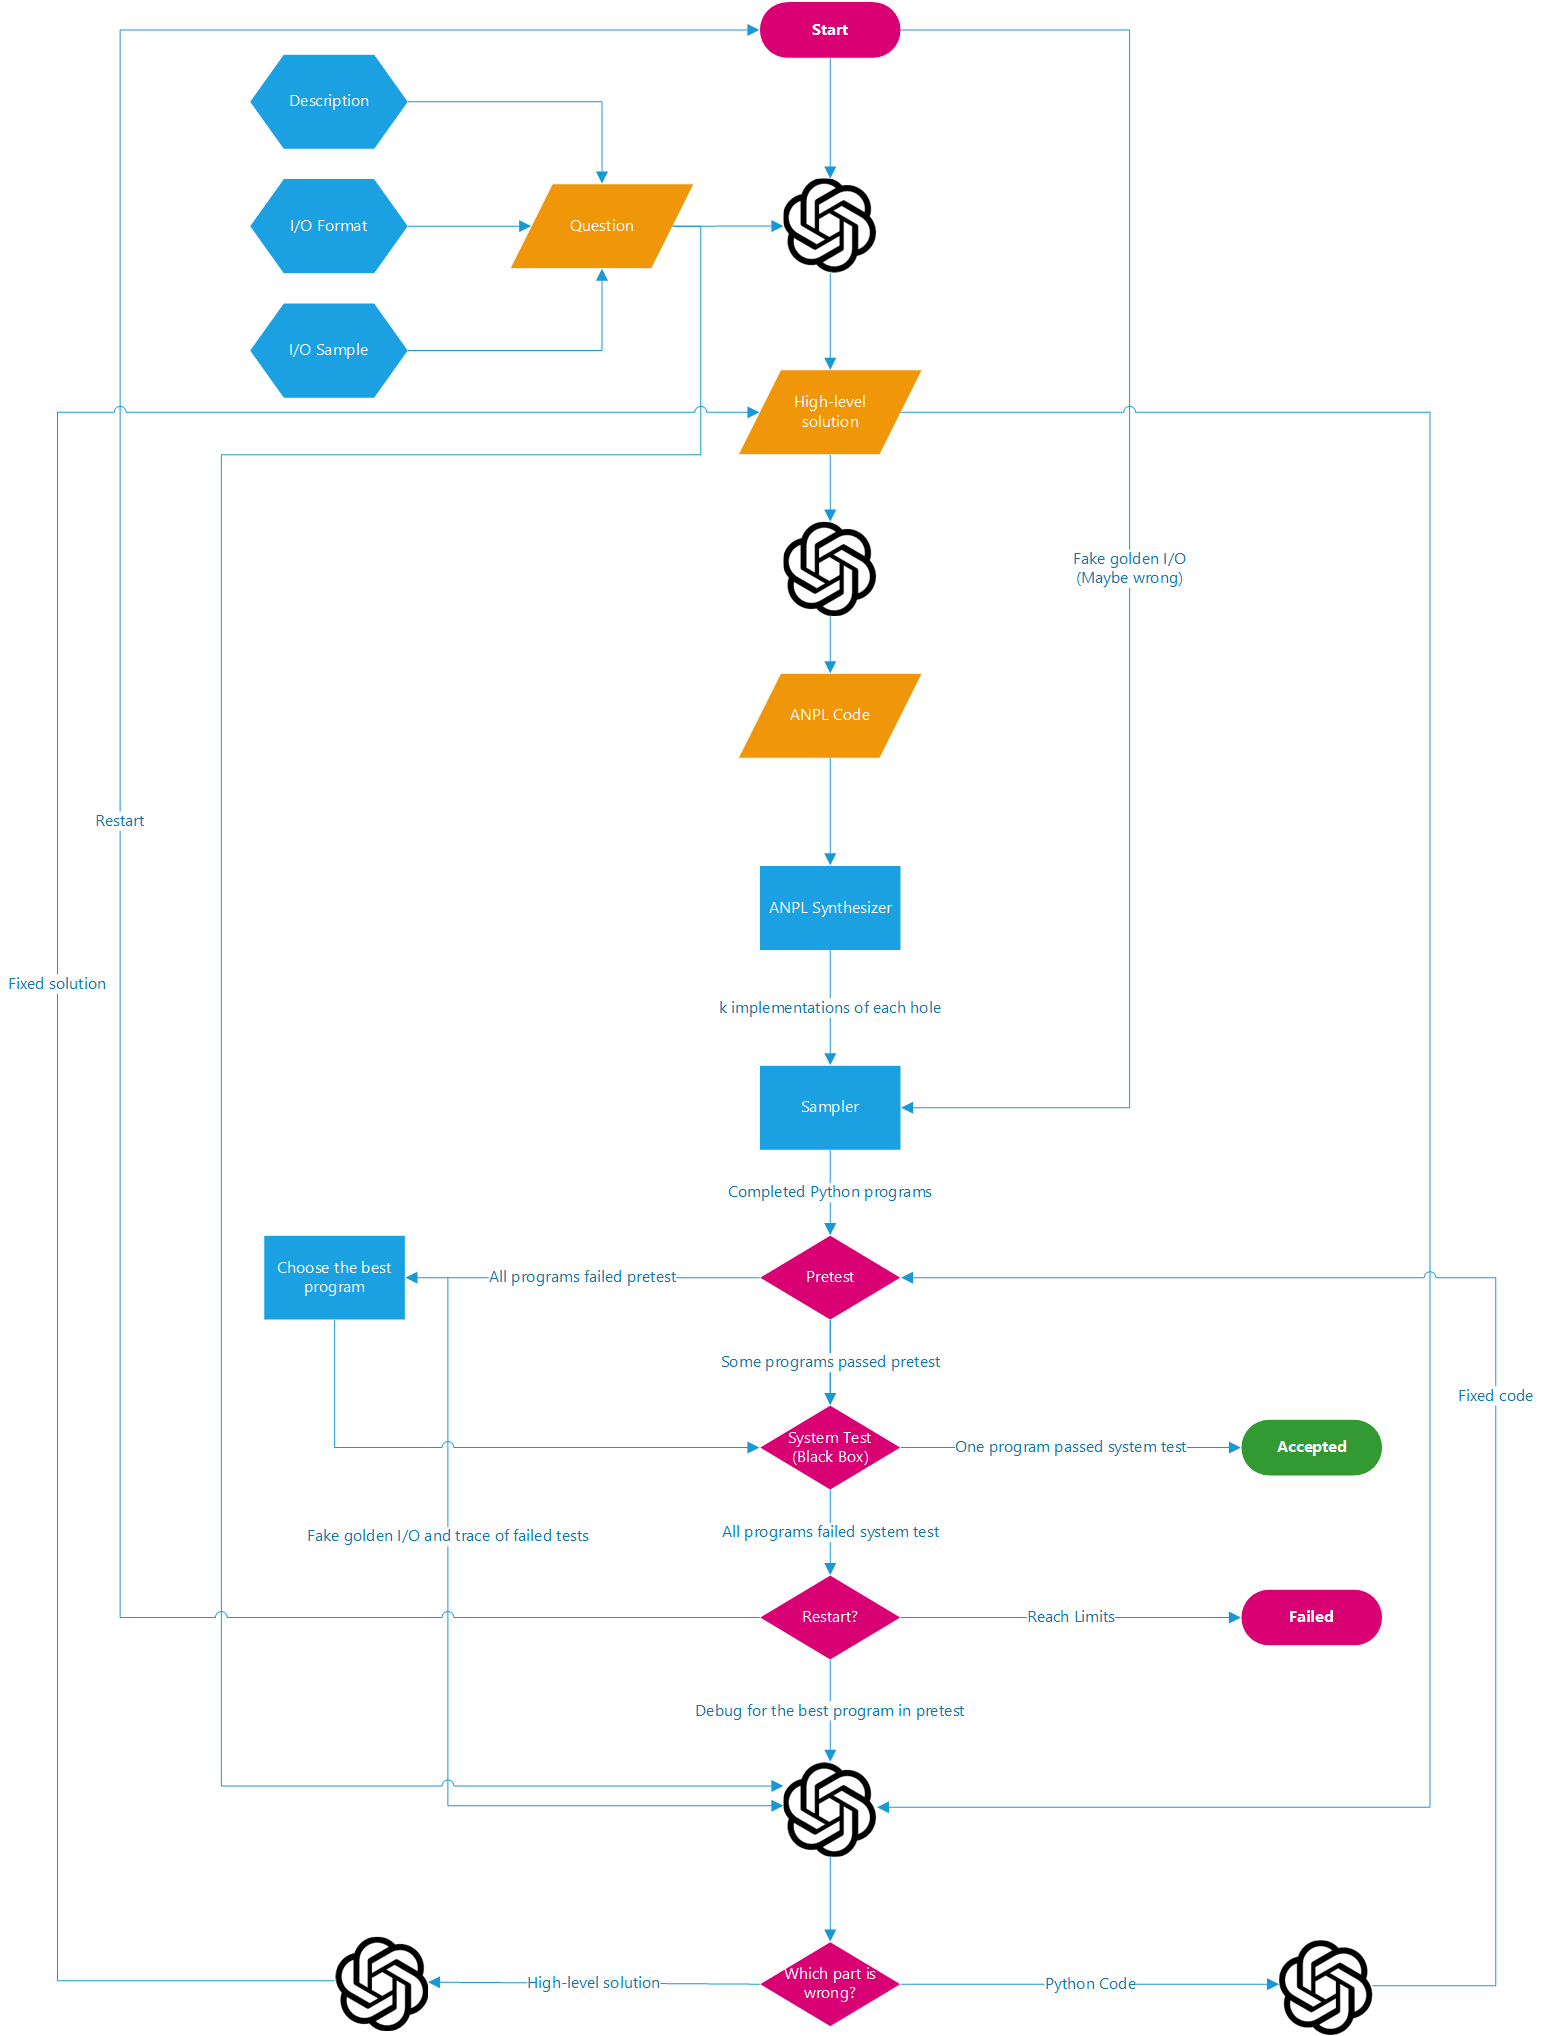 Start
Description
I/O Format
Question
I/O Sample
High-level
solution
Fake golden I/O
(Maybe wrong)
ANPL Code
Restart
ANPL Synthesizer
Fixed solution
k implementations of each hole
Sampler
Completed Python programs
Choose the best
program
All programs failed pretest
Pretest
Some programs passed pretest
Fixed code
System Test
(Black Box)
One program passed system test
Accepted
Fake golden I/O and trace of failed tests
All programs failed system test
Restart?
Reach Limits
Failed
Debug for the best program in pretest
High-level solution
Which part is
wrong?
Python Code